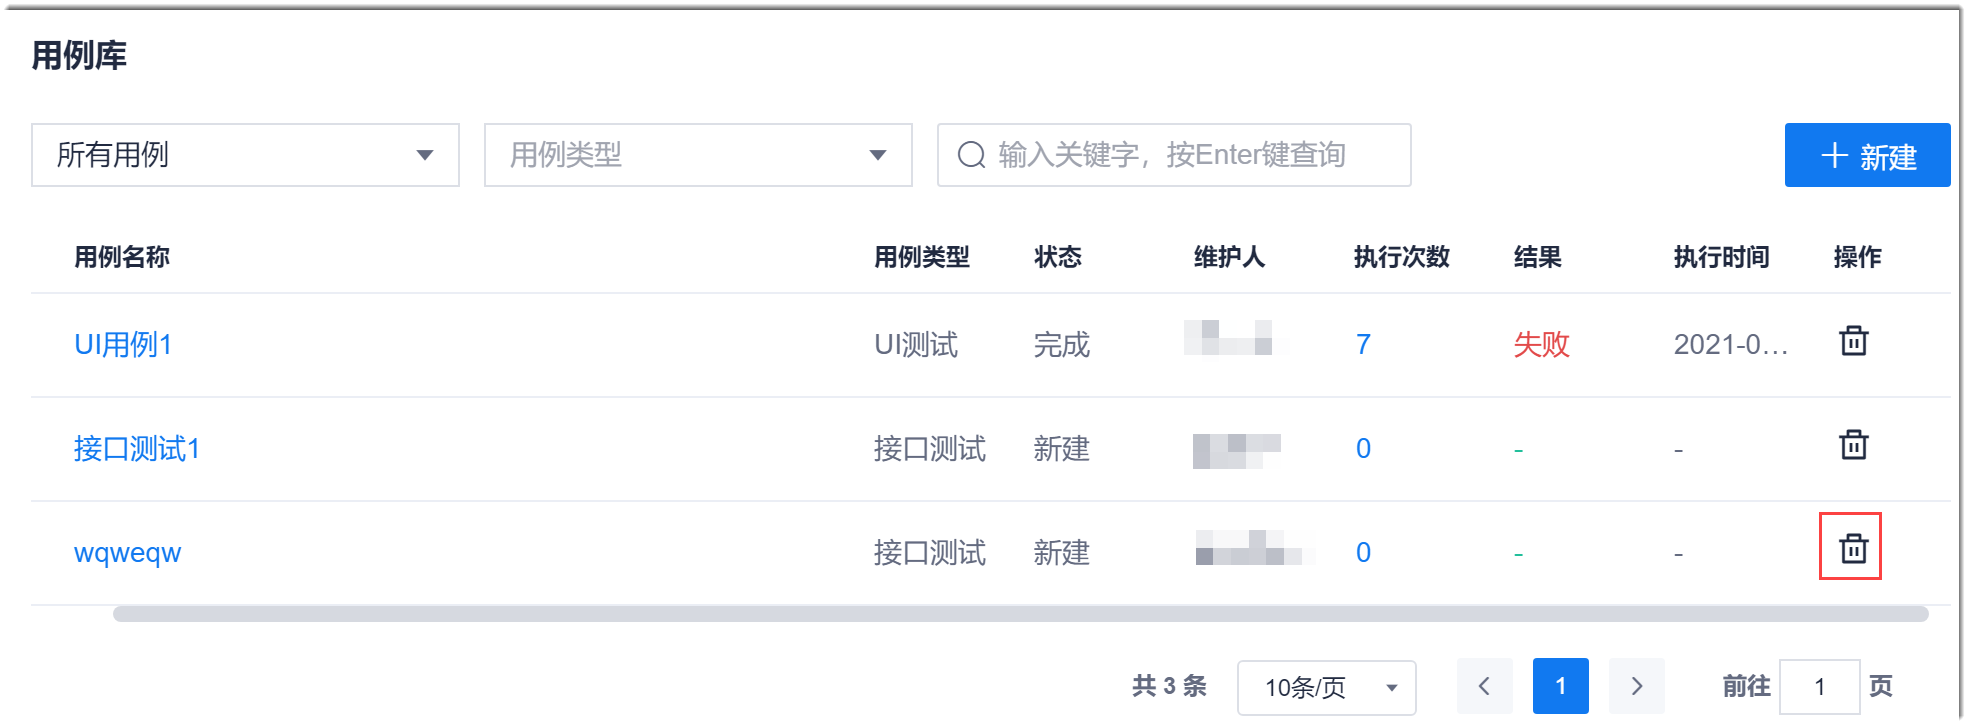 用例库
所有用例 用例类型 输入关键字，按Enter键查询 新建
用例名称 用例类型 状态 维护人 执行次数 结果 执行时间 操作
UI用例1 UI测试 完成 7 失败 2021-0...
接口测试1 接口测试 新建 0 - -
wqweqw 接口测试 新建 0 - -
共 3 条 10条/页 1 前往 1 页